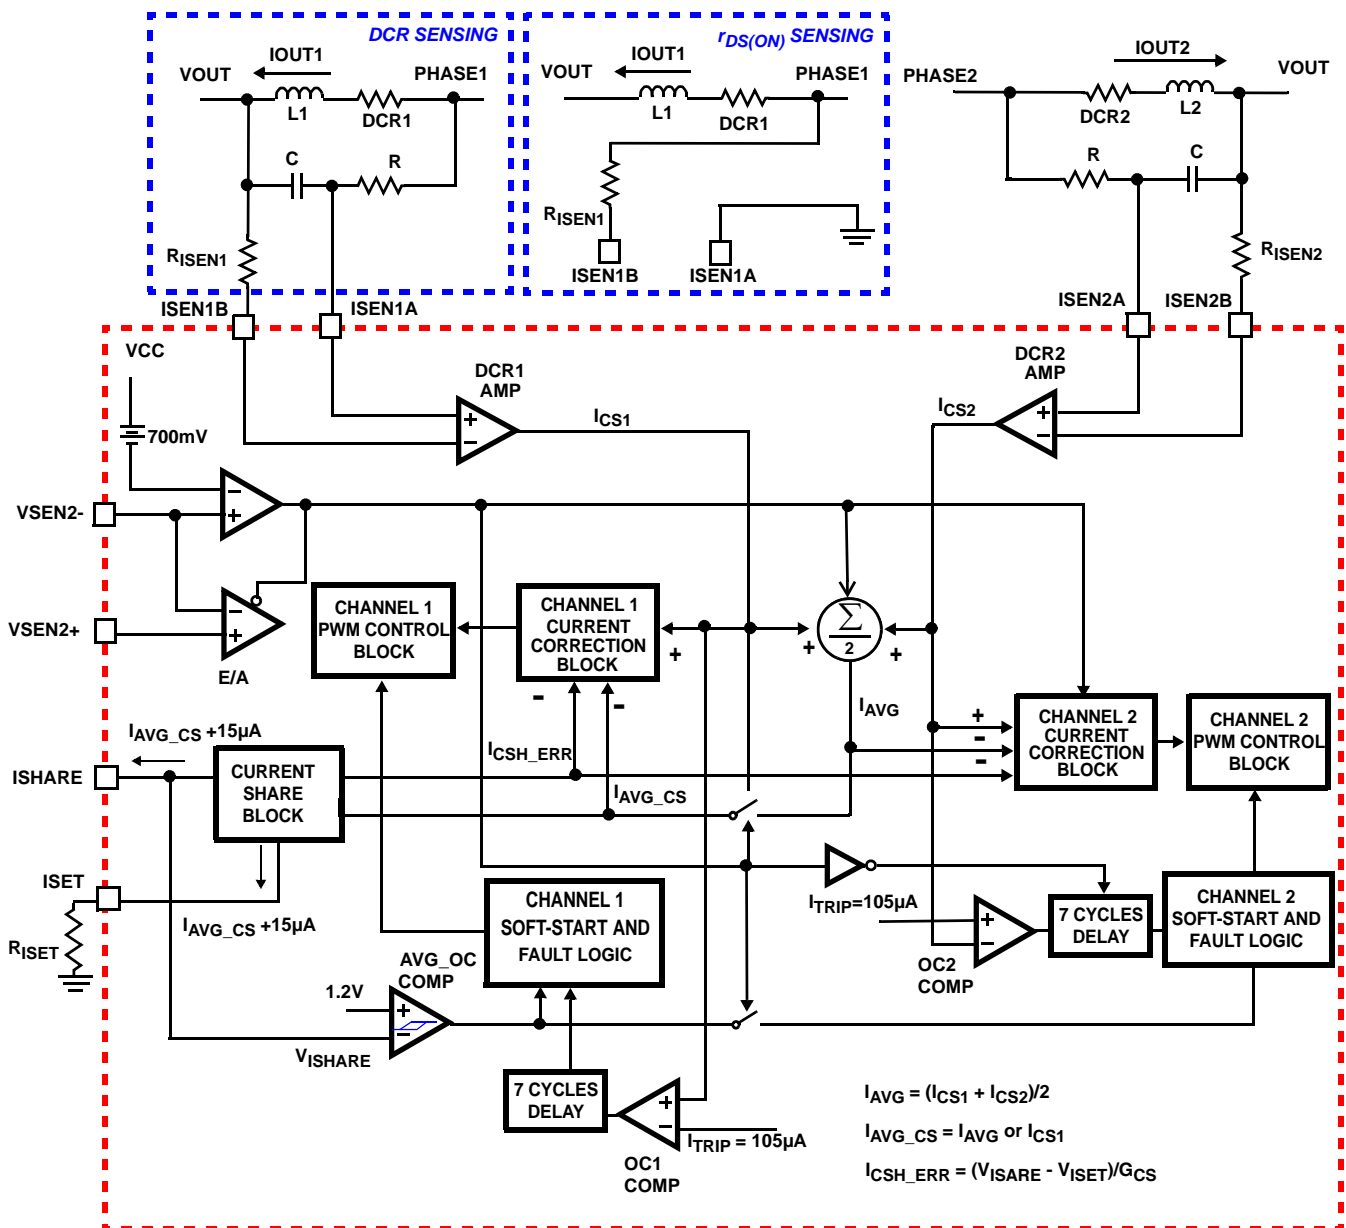 DCR SENSING
IOUT1
VOUT
PHASE1
L1
DCR1
C
R
RISEN1
ISEN1B
ISEN1A
rDS(ON) SENSING
IOUT1
VOUT
PHASE1
L1
DCR1
RISEN1
ISEN1B
ISEN1A
IOUT2
PHASE2
VOUT
DCR2
L2
R
C
RISEN2
ISEN2A
ISEN2B
VCC
700mV
DCR1
AMP
+
−
ICS1
DCR2
AMP
+
−
ICS2
VSEN2-
−
+
VSEN2+
−
+
E/A
CHANNEL 1
PWM CONTROL
BLOCK
CHANNEL 1
CURRENT
CORRECTION
BLOCK
+
-
-
Σ
2
+
+
IAVG
CHANNEL 2
CURRENT
CORRECTION
BLOCK
+
-
-
CHANNEL 2
PWM CONTROL
BLOCK
IAVG_CS +15µA
ICSH_ERR
ISHARE
CURRENT
SHARE
BLOCK
IAVG_CS
ISET
IAVG_CS +15µA
RISET
CHANNEL 1
SOFT-START AND
FAULT LOGIC
ITRIP=105µA
+
−
OC2
COMP
7 CYCLES
DELAY
CHANNEL 2
SOFT-START AND
FAULT LOGIC
AVG_OC
COMP
1.2V
+
−
VISHARE
7 CYCLES
DELAY
+
−
ITRIP = 105µA
OC1
COMP
IAVG = (ICS1 + ICS2)/2
IAVG_CS = IAVG or ICS1
ICSH_ERR = (VISARE - VISET)/GCS